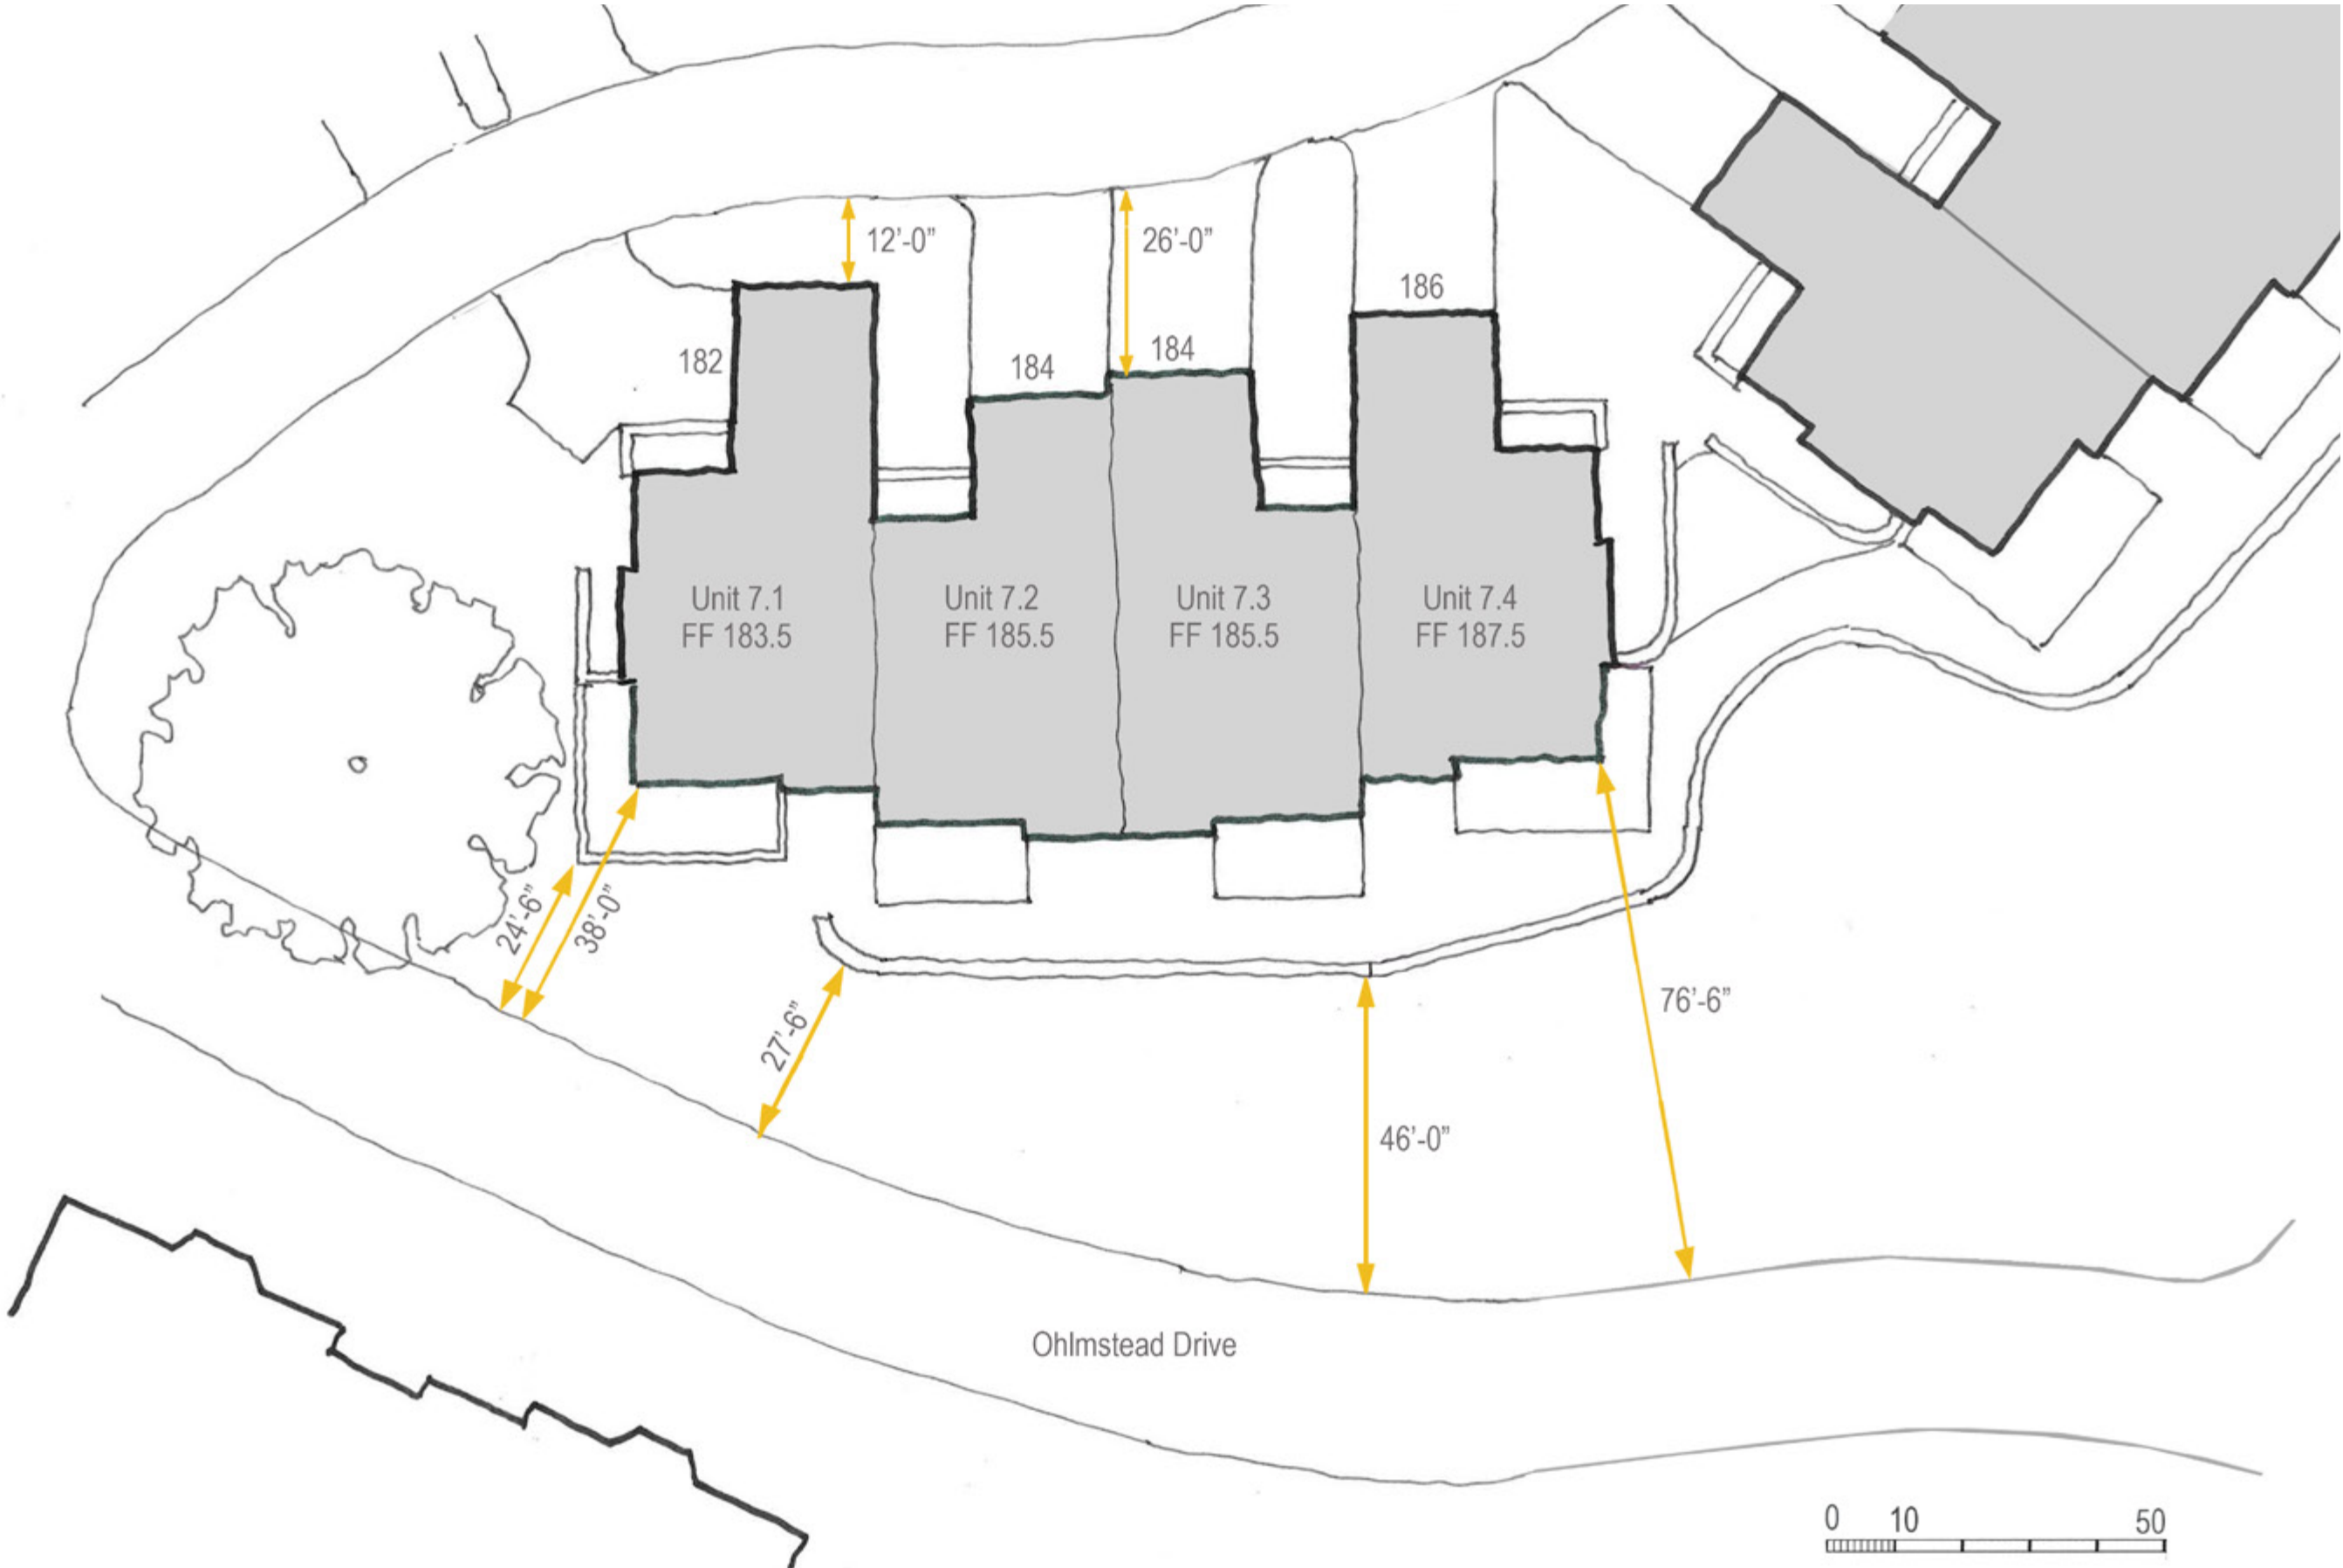 12’-0”
26’-0”
186
182
184
184
Unit 7.1
FF 183.5
Unit 7.2
FF 185.5
Unit 7.3
FF 185.5
Unit 7.4
FF 187.5
24’-6”
38’-0”
27’-6”
76’-6”
46’-0”
Ohlmstead Drive
0 10 50